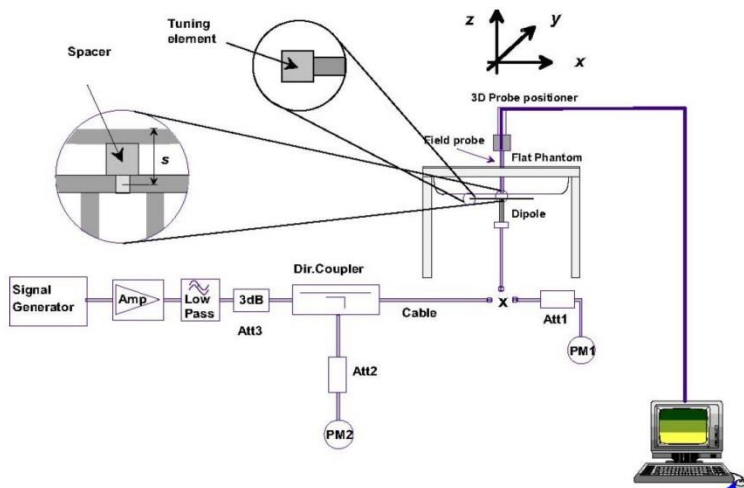 Tuning
element
Spacer
s
z
y
x
3D Probe positioner
Field probe
Flat Phantom
Dipole
Dir.Coupler
Signal
Generator
Amp
Low
Pass
3dB
Att3
Cable
x
Att1
PM1
Att2
PM2